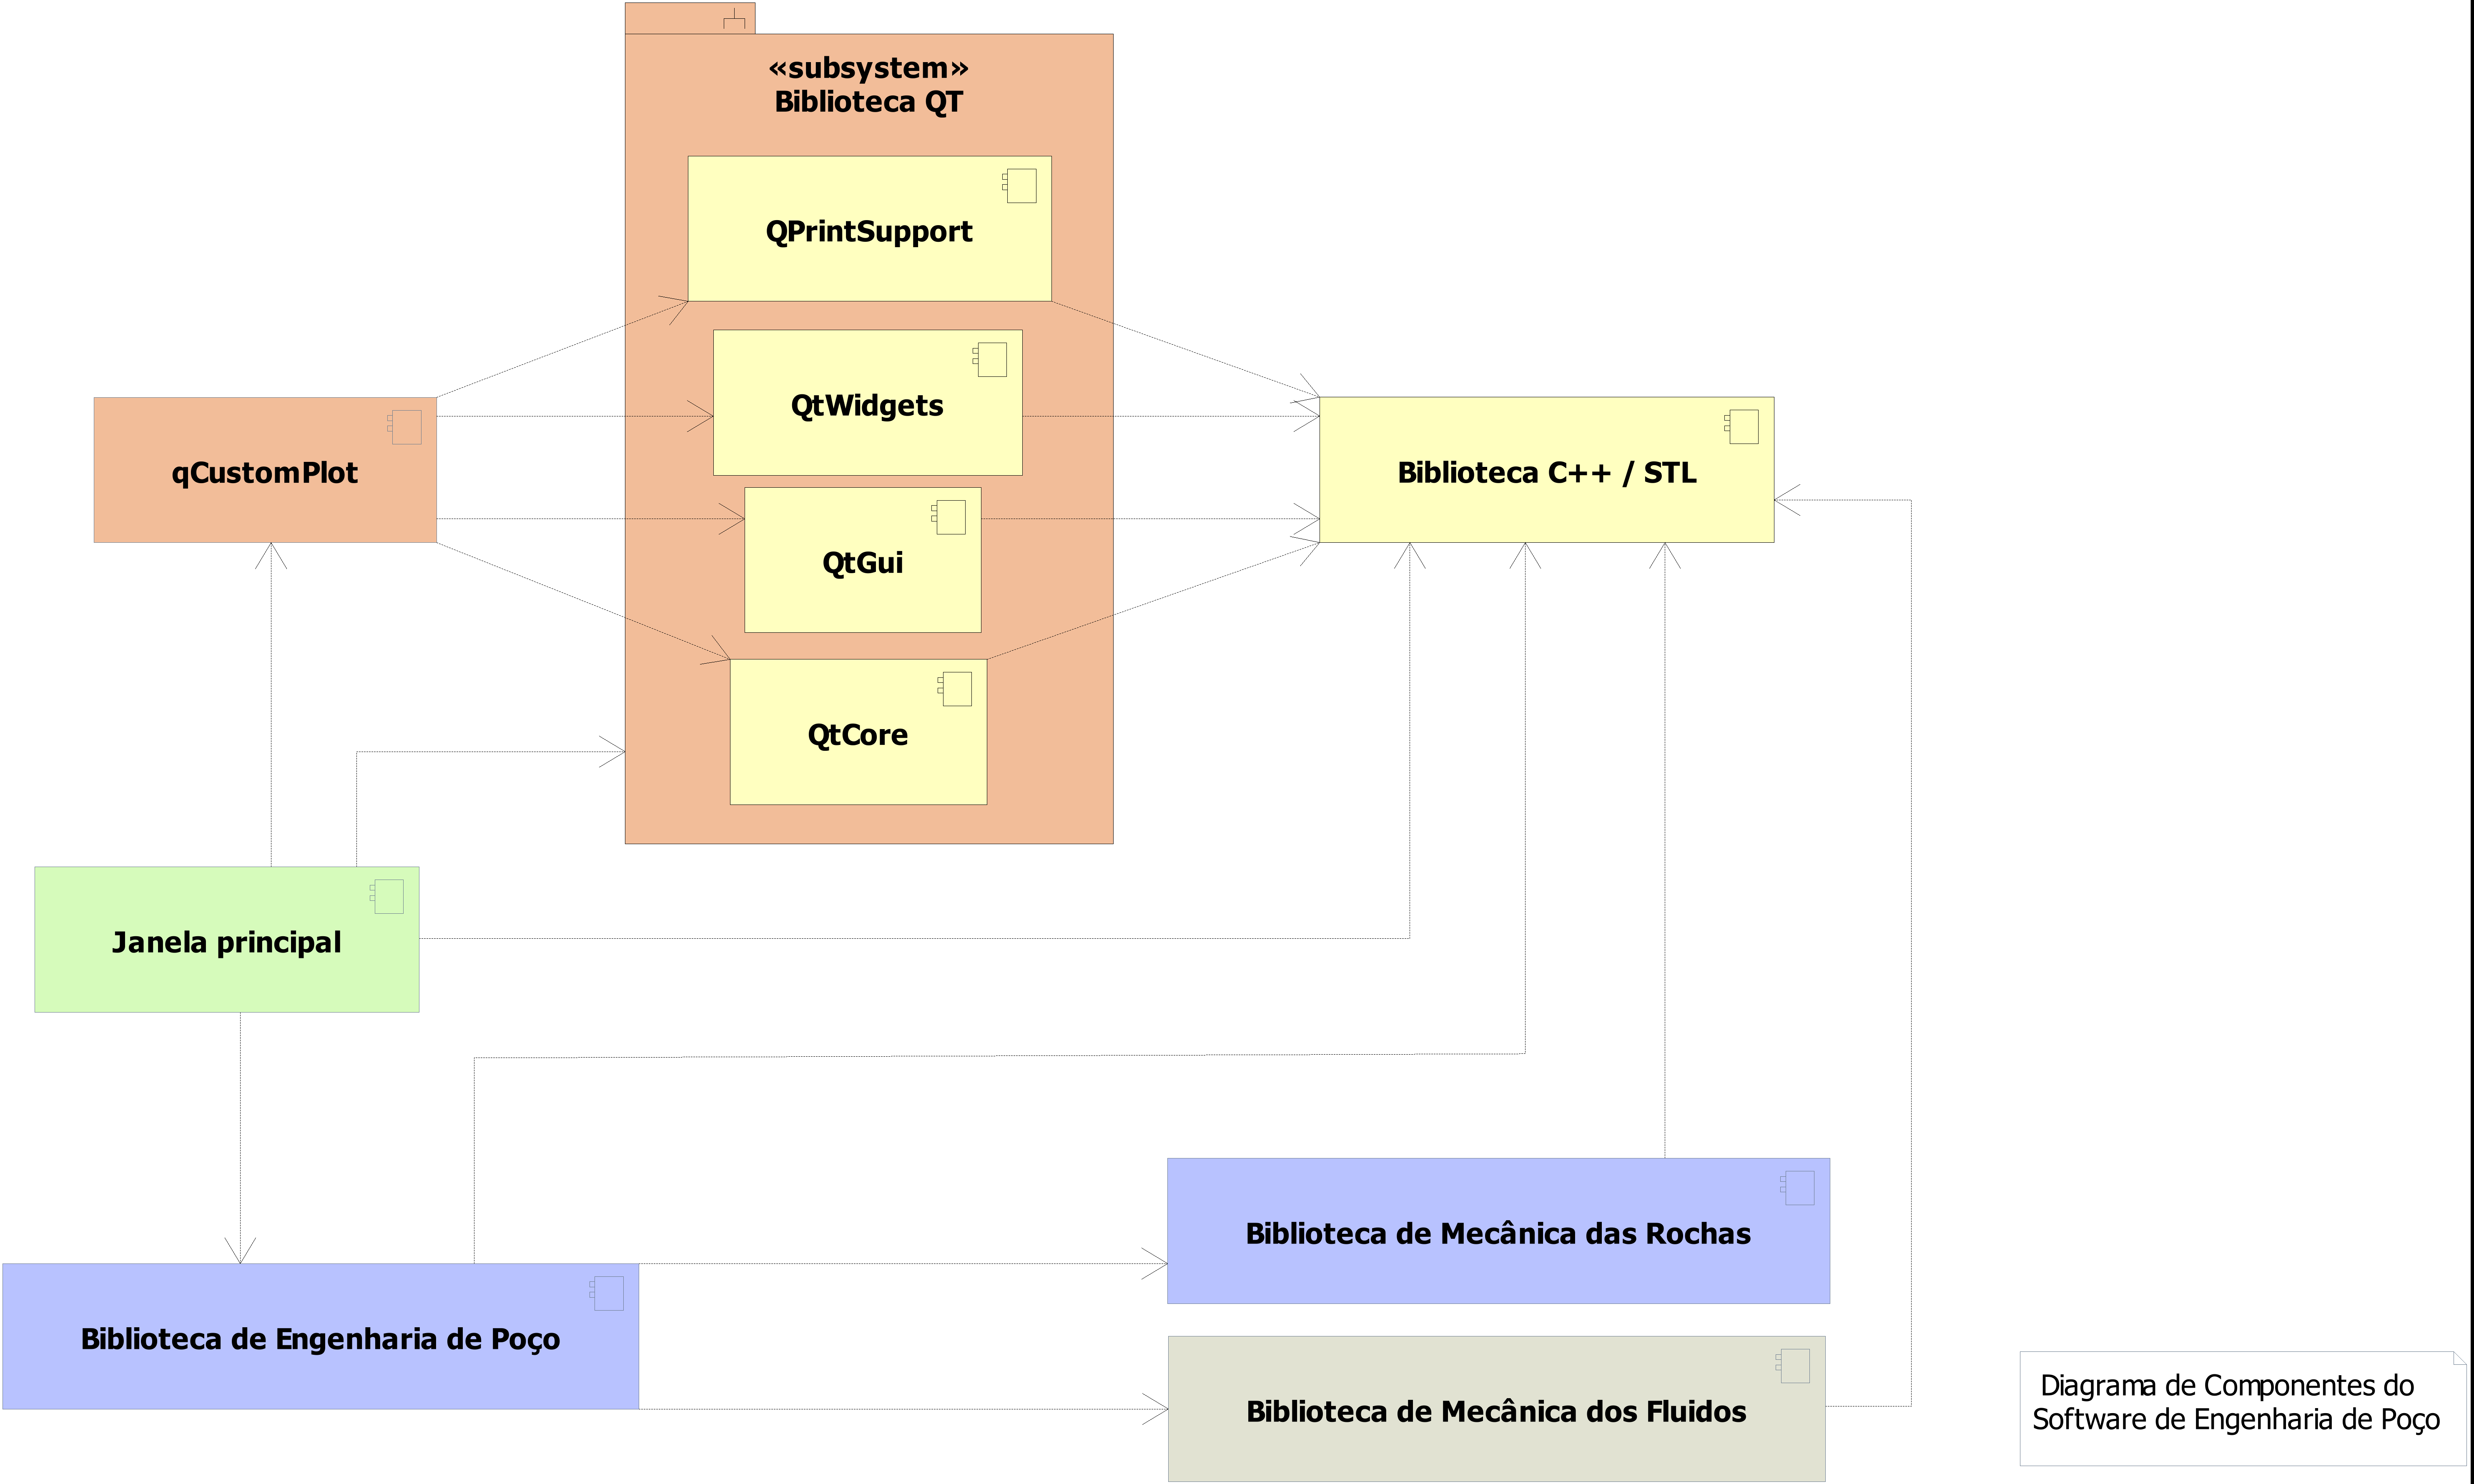 «subsystem»
Biblioteca QT
QPrintSupport
QtWidgets
qCustomPlot
Biblioteca C++ / STL
QtGui
QtCore
Janela principal
Biblioteca de Mecânica das Rochas
Biblioteca de Engenharia de Poço
Biblioteca de Mecânica dos Fluidos
Diagrama de Componentes do
Software de Engenharia de Poço